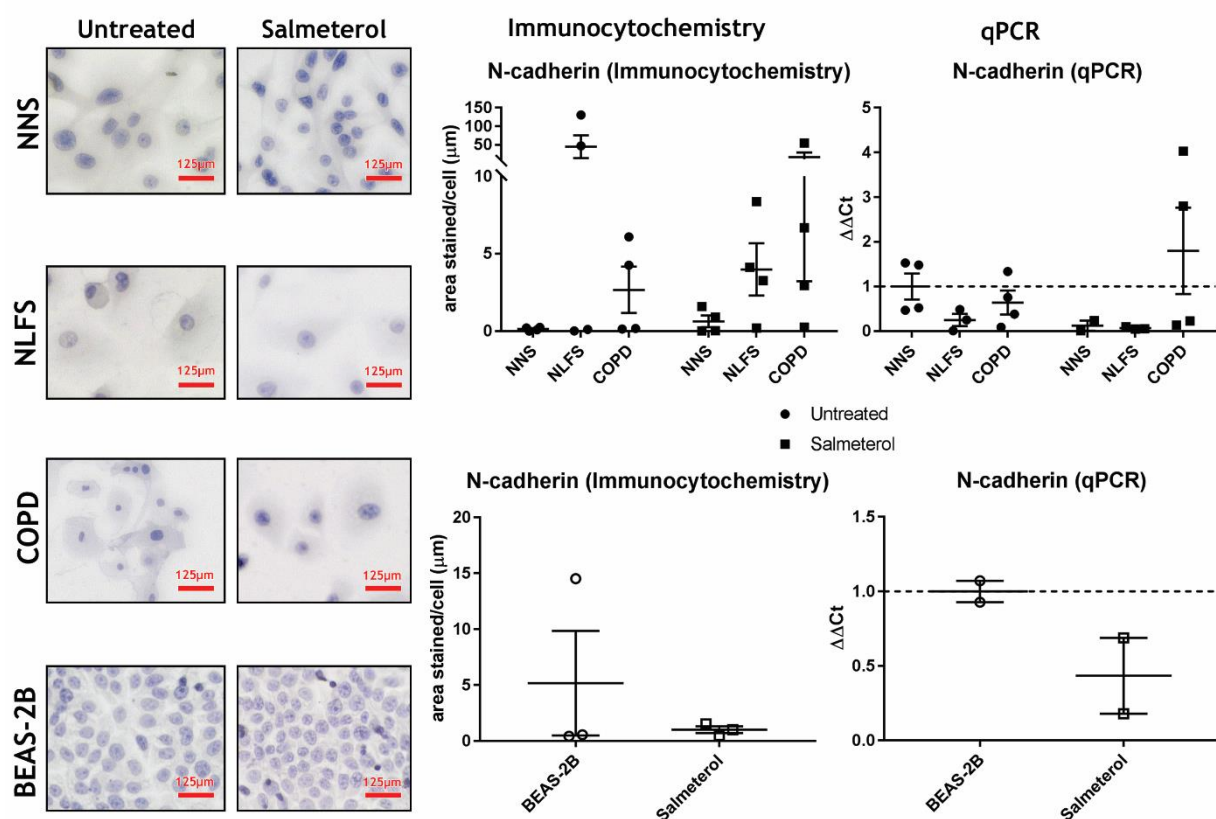 Untreated
Salmeterol
NNS
125µm
125µm
NLFS
125µm
125µm
COPD
125µm
125µm
BEAS-2B
125µm
125µm
Immunocytochemistry
qPCR
N-cadherin (Immunocytochemistry)
area stained/cell (µm)
150
100
50
10
5
0
NNS
NLFS
COPD
NNS
NLFS
COPD
N-cadherin (qPCR)
ΔΔCt
5
4
3
2
1
0
NNS
NLFS
COPD
NNS
NLFS
COPD
Untreated
Salmeterol
N-cadherin (Immunocytochemistry)
area stained/cell (µm)
20
15
10
5
0
BEAS-2B
Salmeterol
N-cadherin (qPCR)
ΔΔCt
1.5
1.0
0.5
0.0
BEAS-2B
Salmeterol